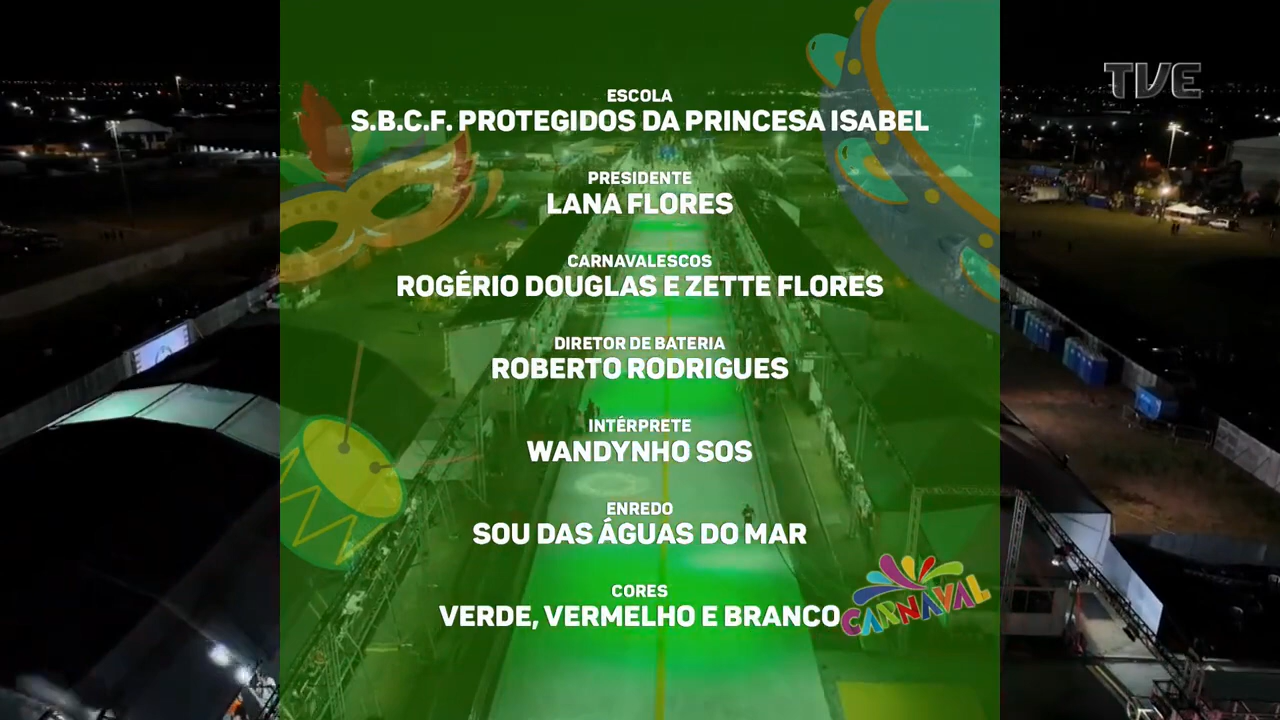 TVE
ESCOLA
S.B.C.F. PROTEGIDOS DA PRINCESA ISABEL
PRESIDENTE
LANA FLORES
CARNAVALESCOS
ROGÉRIO DOUGLAS E ZETTE FLORES
DIRETOR DE BATERIA
ROBERTO RODRIGUES
INTÉRPRETE
WANDYNHO SOS
ENREDO
SOU DAS ÁGUAS DO MAR
CORES
VERDE, VERMELHO E BRANCO
CARNAVAL